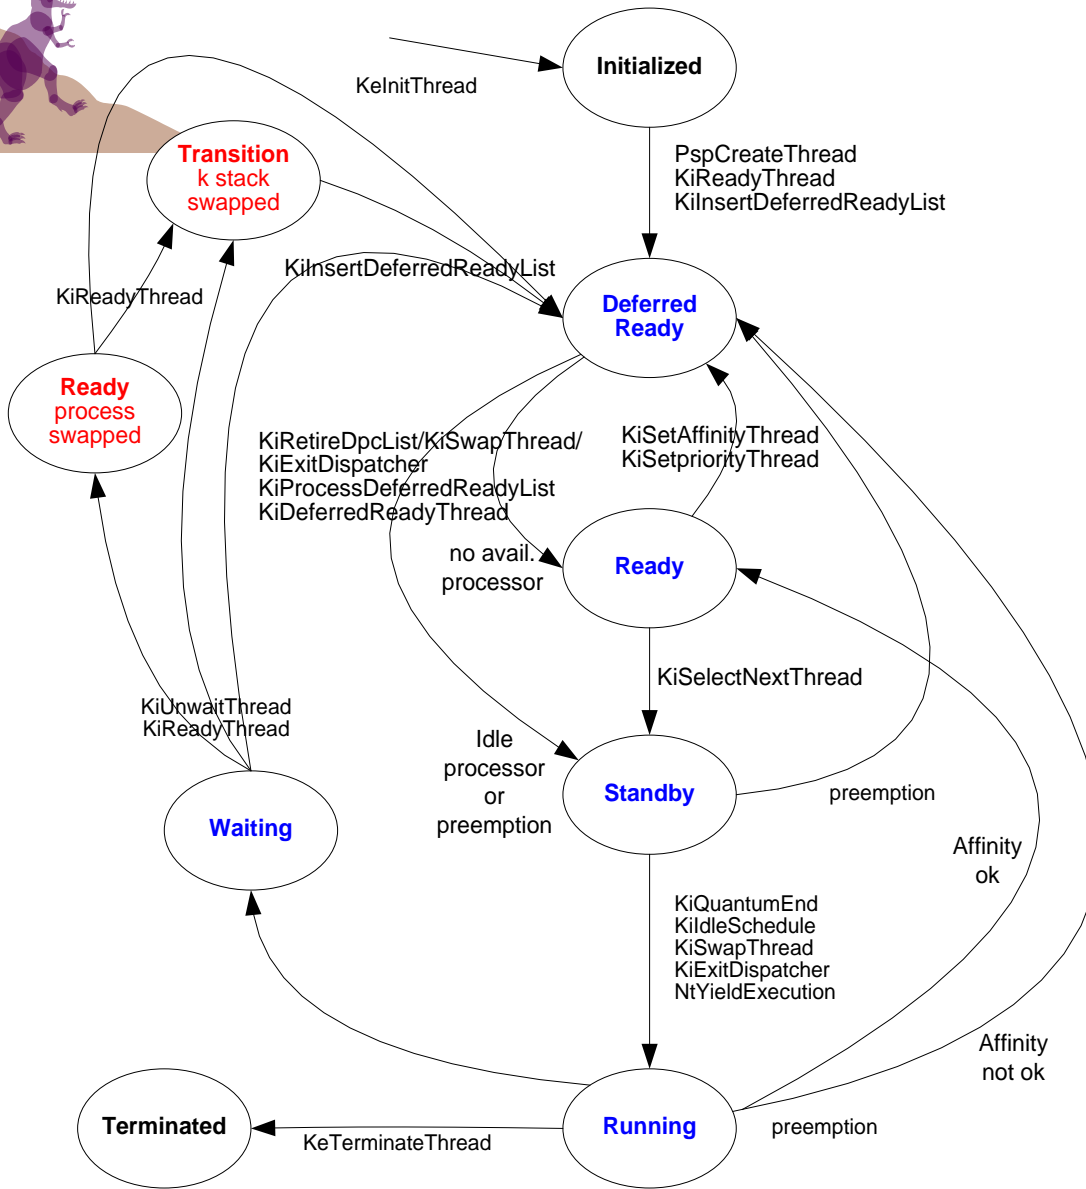 Initialized
KeInitThread
PspCreateThread
KiReadyThread
KiInsertDeferredReadyList
Transition
k stack
swapped
KiInsertDeferredReadyList
KiReadyThread
Deferred
Ready
Ready
process
swapped
KiRetireDpcList/KiSwapThread/
KiExitDispatcher
KiProcessDeferredReadyList
KiDeferredReadyThread
KiSetAffinityThread
KiSetpriorityThread
no avail.
processor
Ready
KiSelectNextThread
KiUnwaitThread
KiReadyThread
Idle
processor
or
preemption
Standby
preemption
Waiting
Affinity
ok
KiQuantumEnd
KiIdleSchedule
KiSwapThread
KiExitDispatcher
NtYieldExecution
Affinity
not ok
Terminated
KeTerminateThread
Running
preemption